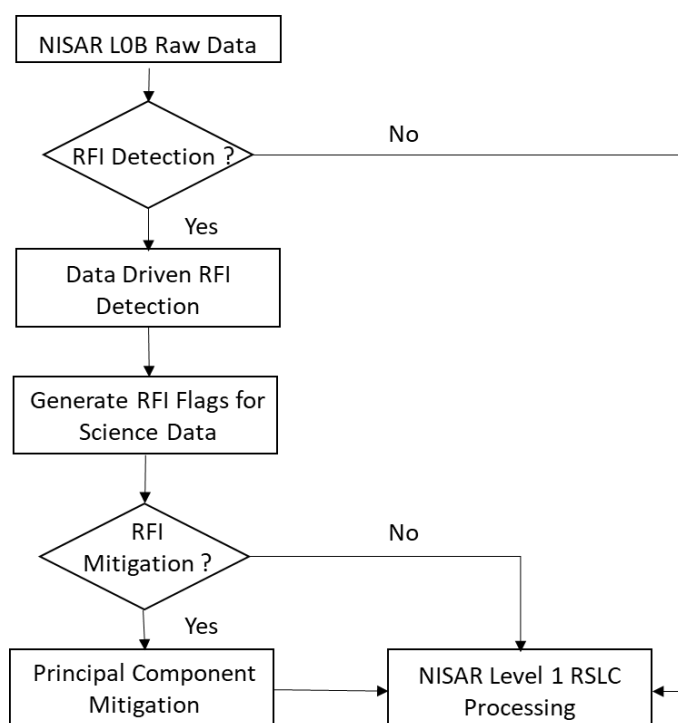 NISAR L0B Raw Data
No
RFI Detection ?
Yes
Data Driven RFI
Detection
Generate RFI Flags for
Science Data
RFI
Mitigation ?
No
Yes
Principal Component
Mitigation
NISAR Level 1 RSLC
Processing